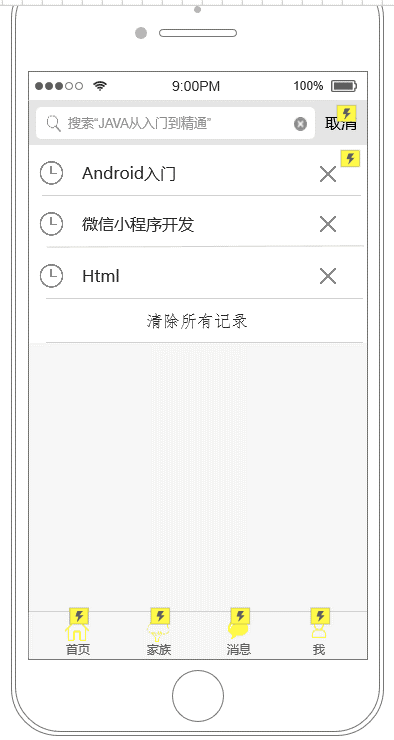 9:00PM 100%
搜索“JAVA从入门到精通” 取消
Android入门
微信小程序开发
Html
清除所有记录
首页 家族 消息 我